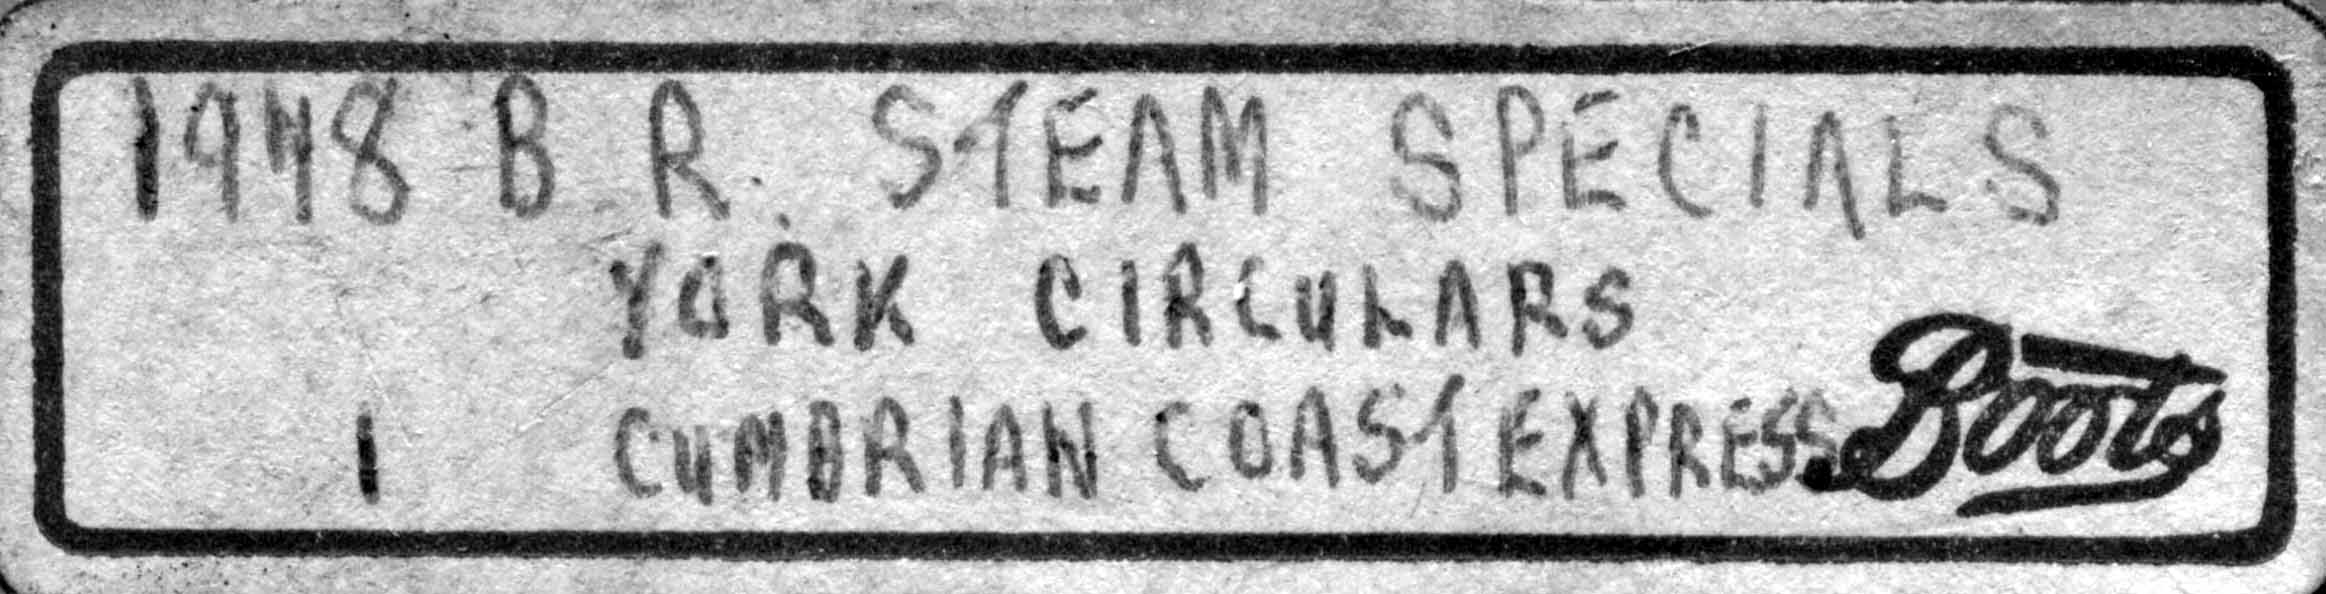 1948 B R. STEAM SPECIALS
YORK CIRCULARS
1 CUMBRIAN COAST EXPRESS
Boots